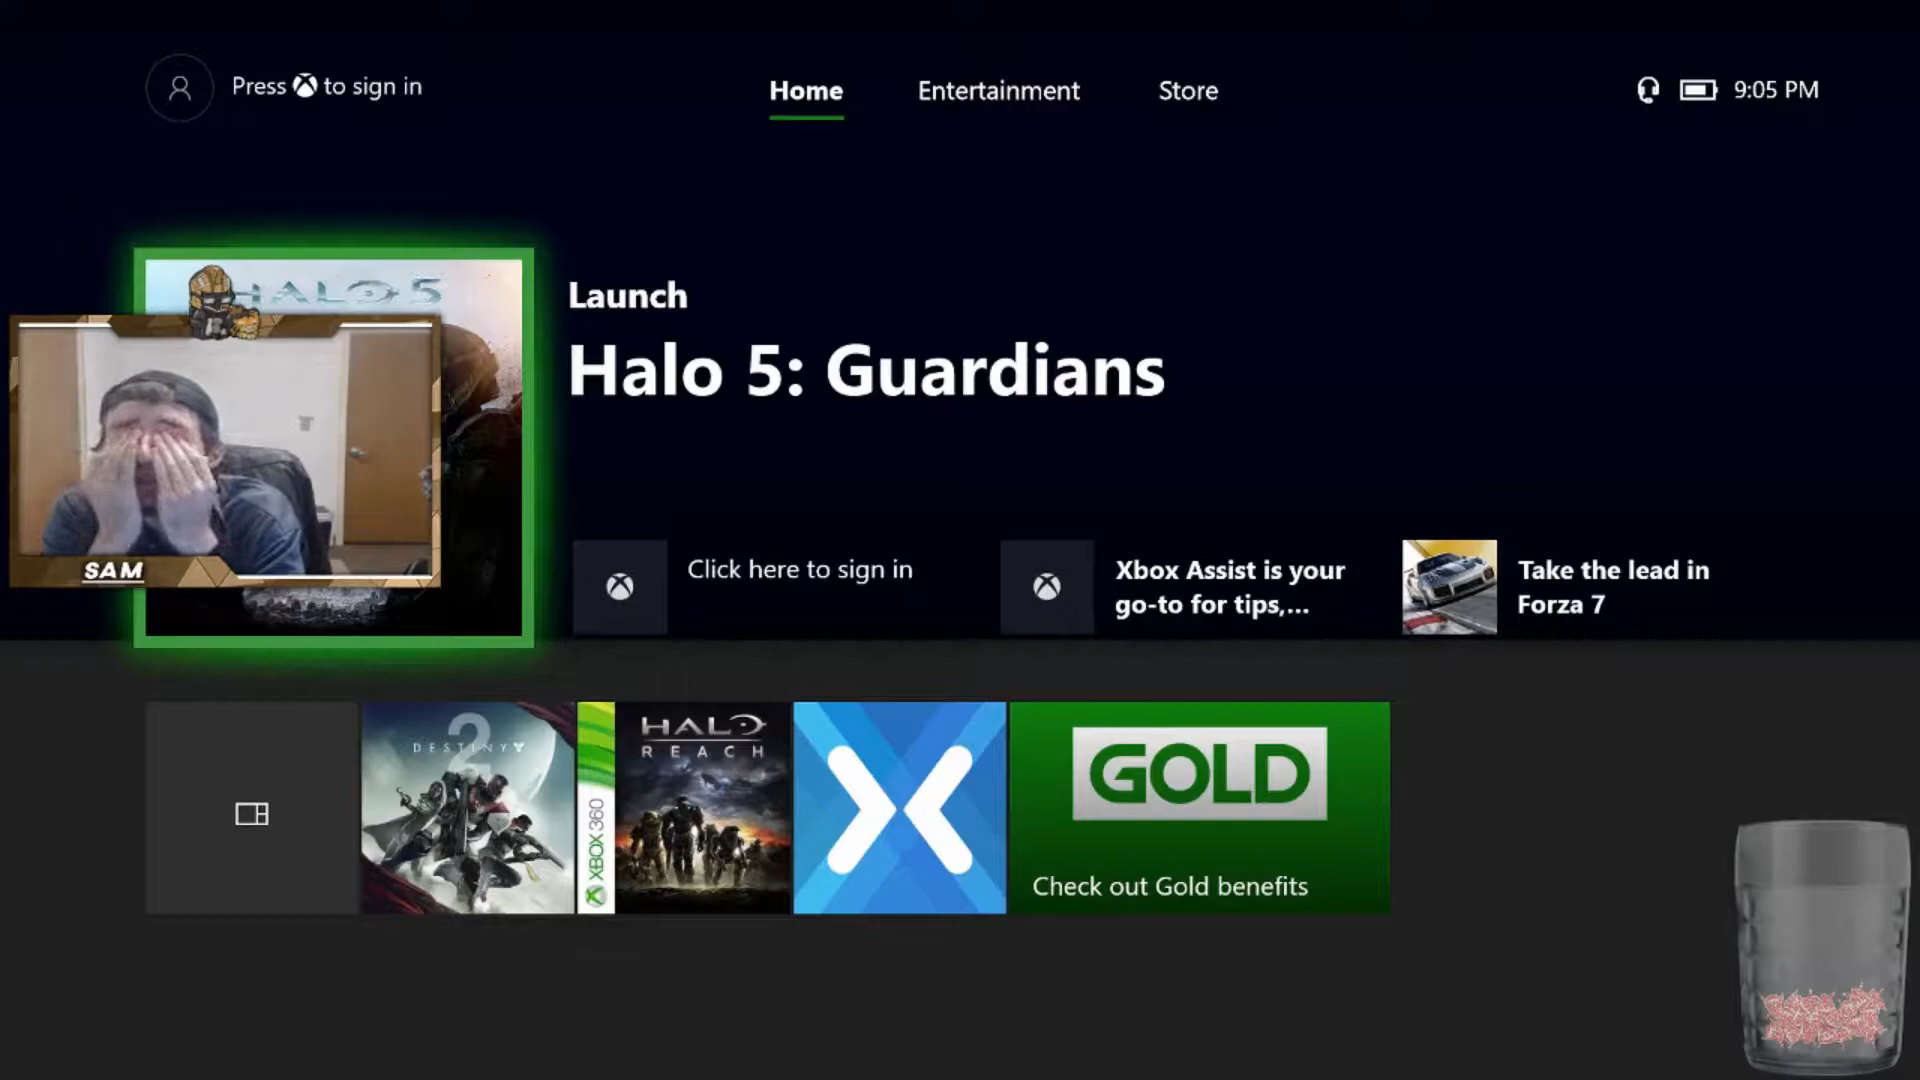 Press to sign in
Home
Entertainment
Store
9:05 PM
HALO 5
Launch
Halo 5: Guardians
SAM
Click here to sign in
Xbox Assist is your
go-to for tips,...
Take the lead in
Forza 7
2
DESTINY
XBOX 360
HALO
REACH
GOLD
Check out Gold benefits